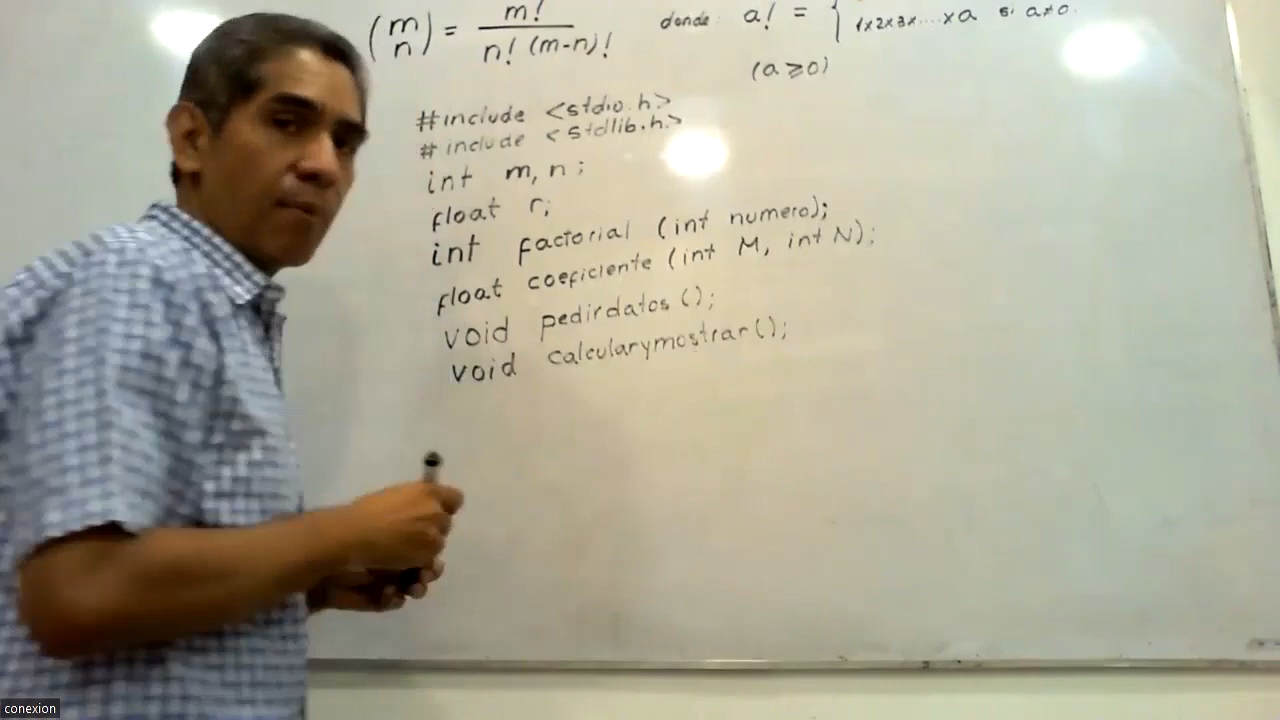 (m n) = m! / n! (m-n)! donde: a! = { 1x2x3x....xa si a≠0.
(a ≥ 0)
#include <stdio.h>
#include <stdlib.h>
int m, n;
float r;
int factorial (int numero);
float coeficiente (int M, int N);
void pedirdatos ();
void calcularymostrar();
conexion